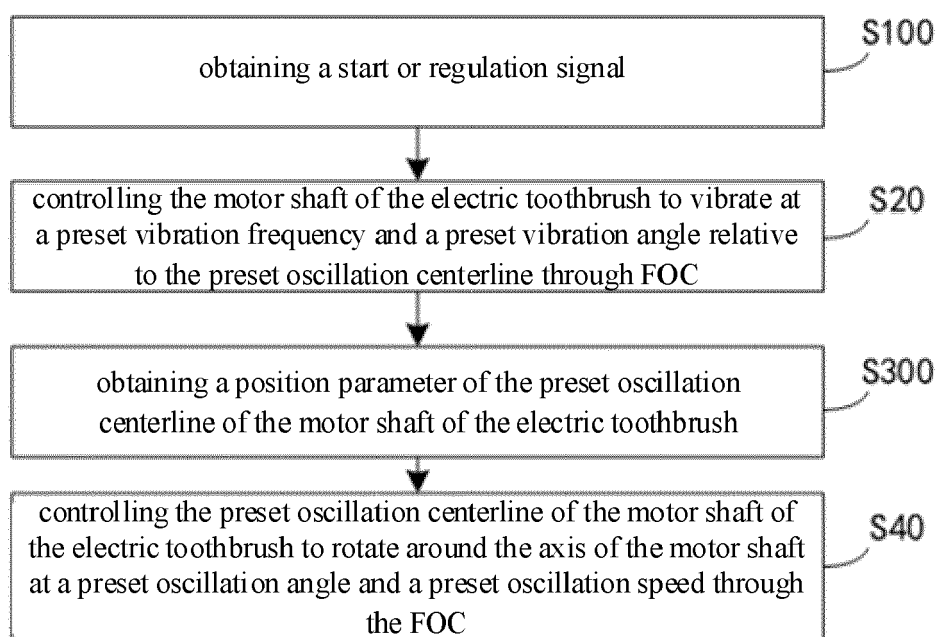 S100
obtaining a start or regulation signal
S20
controlling the motor shaft of the electric toothbrush to vibrate at
a preset vibration frequency and a preset vibration angle relative
to the preset oscillation centerline through FOC
S300
obtaining a position parameter of the preset oscillation
centerline of the motor shaft of the electric toothbrush
S40
controlling the preset oscillation centerline of the motor shaft of
the electric toothbrush to rotate around the axis of the motor shaft
at a preset oscillation angle and a preset oscillation speed through
the FOC